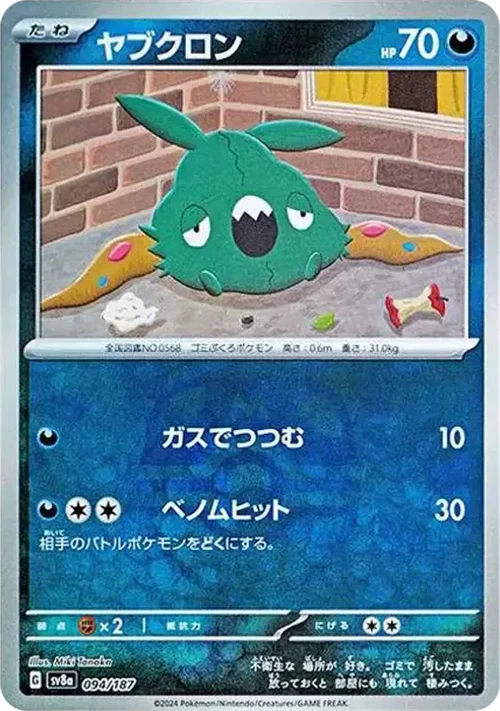 たね ヤブクロン HP70
全国図鑑NO.0568 ゴミぶくろポケモン 高さ:0.6m 重さ:31.0kg
ガスでつつむ 10
ベノムヒット 30
相手のバトルポケモンをどくにする。
弱点 ×2 抵抗力 にげる
Illus. Miki Tanaka
不衛生な 場所が 好き。ゴミで 汚したまま
放っておくと 部屋にも 現れて 棲みつく。
G sv8a 094/187
©2024 Pokémon/Nintendo/Creatures/GAME FREAK.